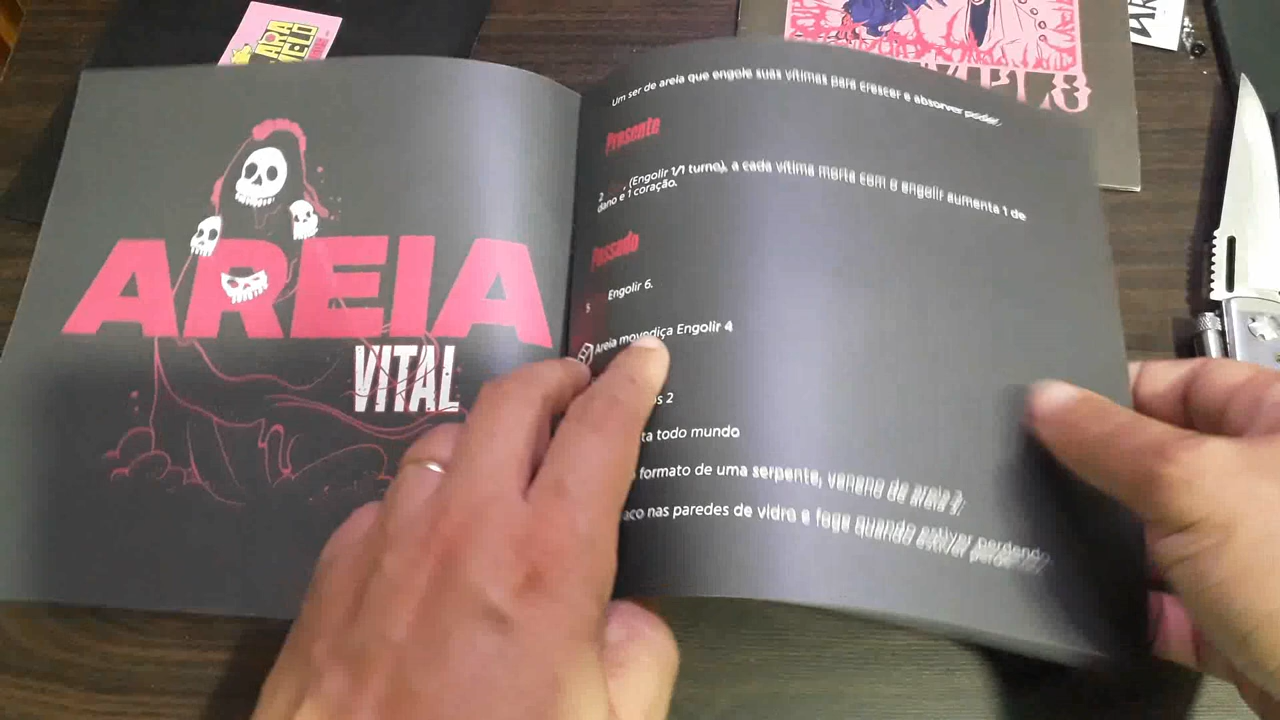 AREIA
VITAL
Um ser de areia que engole suas vítimas para crescer e absorver poder.
Presente
2 (Engolir 1/1 turno), a cada vítima morta com o engolir aumenta 1 de
dano e 1 coração.
Passado
5 Engolir 6.
Areia movediça Engolir 4
2
todo mundo
formato de uma serpente, veneno de areia
nas paredes de vidro e foge quando estiver perdendo